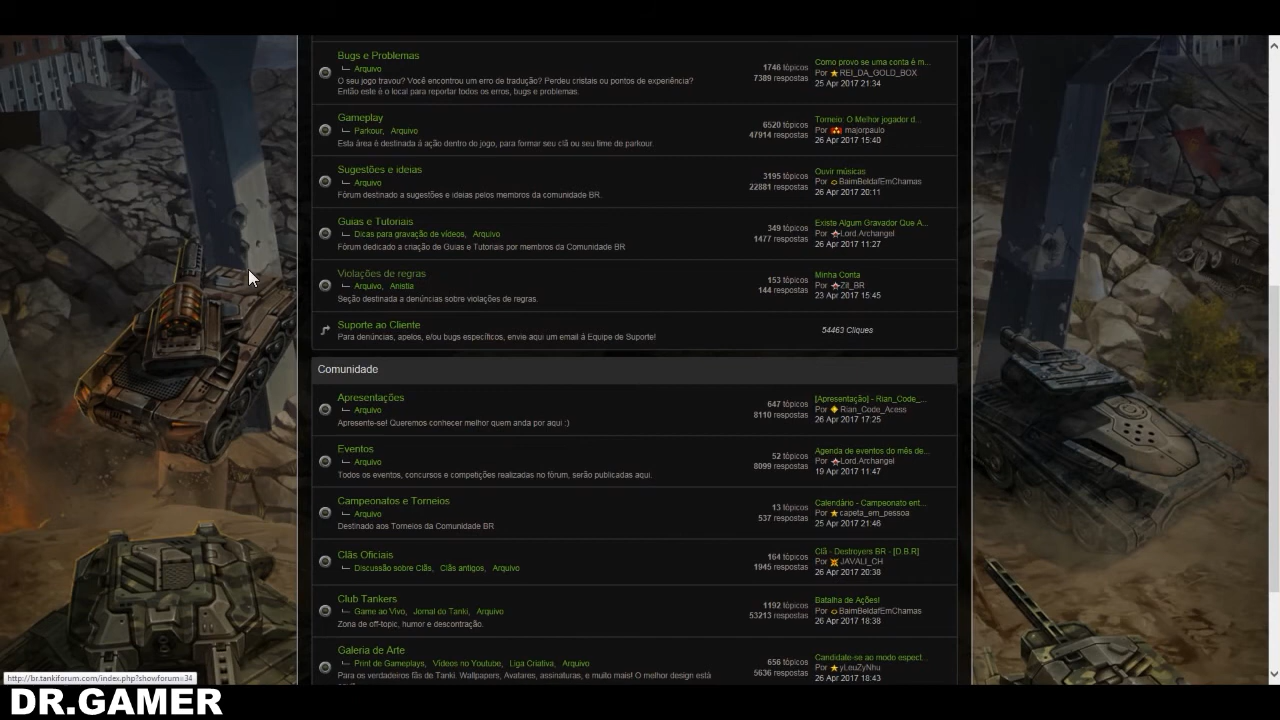 Bugs e Problemas
Arquivo
O seu jogo travou? Você encontrou um erro de tradução? Perdeu cristais ou pontos de experiência?
Então este é o local para reportar todos os erros, bugs e problemas.
1746 tópicos
7389 respostas
Como provo se uma conta é m...
Por REI_DA_GOLD_BOX
25 Apr 2017 21:34
Gameplay
Parkour, Arquivo
Esta área é destinada á ação dentro do jogo, para formar seu clã ou seu time de parkour.
6520 tópicos
47914 respostas
Torneio: O Melhor jogador d...
Por majorpaulo
26 Apr 2017 15:40
Sugestões e ideias
Arquivo
Fórum destinado a sugestões e ideias pelos membros da comunidade BR.
3195 tópicos
22881 respostas
Ouvir músicas
Por BaimBeldafEmChamas
26 Apr 2017 20:11
Guias e Tutoriais
Dicas para gravação de vídeos, Arquivo
Fórum dedicado a criação de Guias e Tutoriais por membros da Comunidade BR
349 tópicos
1477 respostas
Existe Algum Gravador Que A...
Por Lord.Archangel
26 Apr 2017 11:27
Violações de regras
Arquivo, Anistia
Seção destinada a denúncias sobre violações de regras.
153 tópicos
144 respostas
Minha Conta
Por Zil_BR
23 Apr 2017 15:45
Suporte ao Cliente
Para denúncias, apelos, e/ou bugs específicos, envie aqui um email á Equipe de Suporte!
54463 Cliques
Comunidade
Apresentações
Arquivo
Apresente-se! Queremos conhecer melhor quem anda por aqui :)
647 tópicos
8110 respostas
[Apresentação] - Rian_Code_...
Por Rian_Code_Acess
26 Apr 2017 17:25
Eventos
Arquivo
Todos os eventos, concursos e competições realizadas no fórum, serão publicadas aqui.
52 tópicos
8099 respostas
Agenda de eventos do mês de...
Por Lord.Archangel
19 Apr 2017 11:47
Campeonatos e Torneios
Arquivo
Destinado aos Torneios da Comunidade BR
13 tópicos
537 respostas
Calendário - Campeonato ent...
Por capeta_em_pessoa
25 Apr 2017 21:46
Clãs Oficiais
Discussão sobre Clãs, Clãs antigos, Arquivo
164 tópicos
1945 respostas
Clã - Destroyers BR - [D.B.R]
Por JAVALI_CH
26 Apr 2017 20:38
Club Tankers
Game ao Vivo, Jornal do Tanki, Arquivo
Zona de off-topic, humor e descontração.
1192 tópicos
53213 respostas
Batalha de Ações!
Por BaimBeldafEmChamas
26 Apr 2017 18:38
Galeria de Arte
Print de Gameplays, Vídeos no Youtube, Liga Criativa, Arquivo
Para os verdadeiros fãs de Tanki. Wallpapers, Avatares, assinaturas, e muito mais! O melhor design está
656 tópicos
5636 respostas
Candidate-se ao modo espect...
Por yLeuZyNhu
26 Apr 2017 18:43
http://br.tankiforum.com/index.php?showforum=34
DR.GAMER